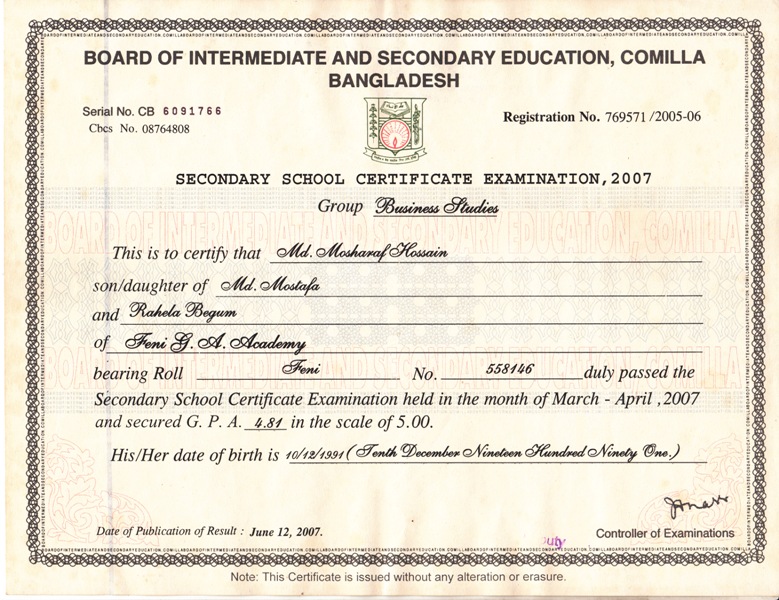 BOARD OF INTERMEDIATE AND SECONDARY EDUCATION, COMILLA
BANGLADESH
Serial No. CB 6091766
Cbcs No. 08764808
Registration No. 769571 /2005-06
SECONDARY SCHOOL CERTIFICATE EXAMINATION,2007
Group Business Studies
This is to certify that Md. Mosharaf Hossain
son/daughter of Md. Mostafa
and Rahela Begum
of Feni G. A. Academy
bearing Roll Feni No. 558146 duly passed the
Secondary School Certificate Examination held in the month of March - April ,2007
and secured G. P. A. 4.81 in the scale of 5.00.
His/Her date of birth is 10/12/1991 ( Tenth December Nineteen Hundred Ninety One.)
Date of Publication of Result : June 12, 2007.
Controller of Examinations
Note: This Certificate is issued without any alteration or erasure.